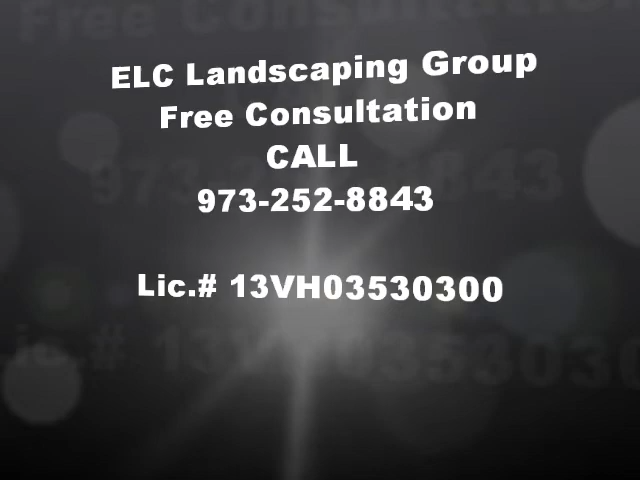 ELC Landscaping Group
Free Consultation
CALL
973-252-8843
Lic.# 13VH03530300